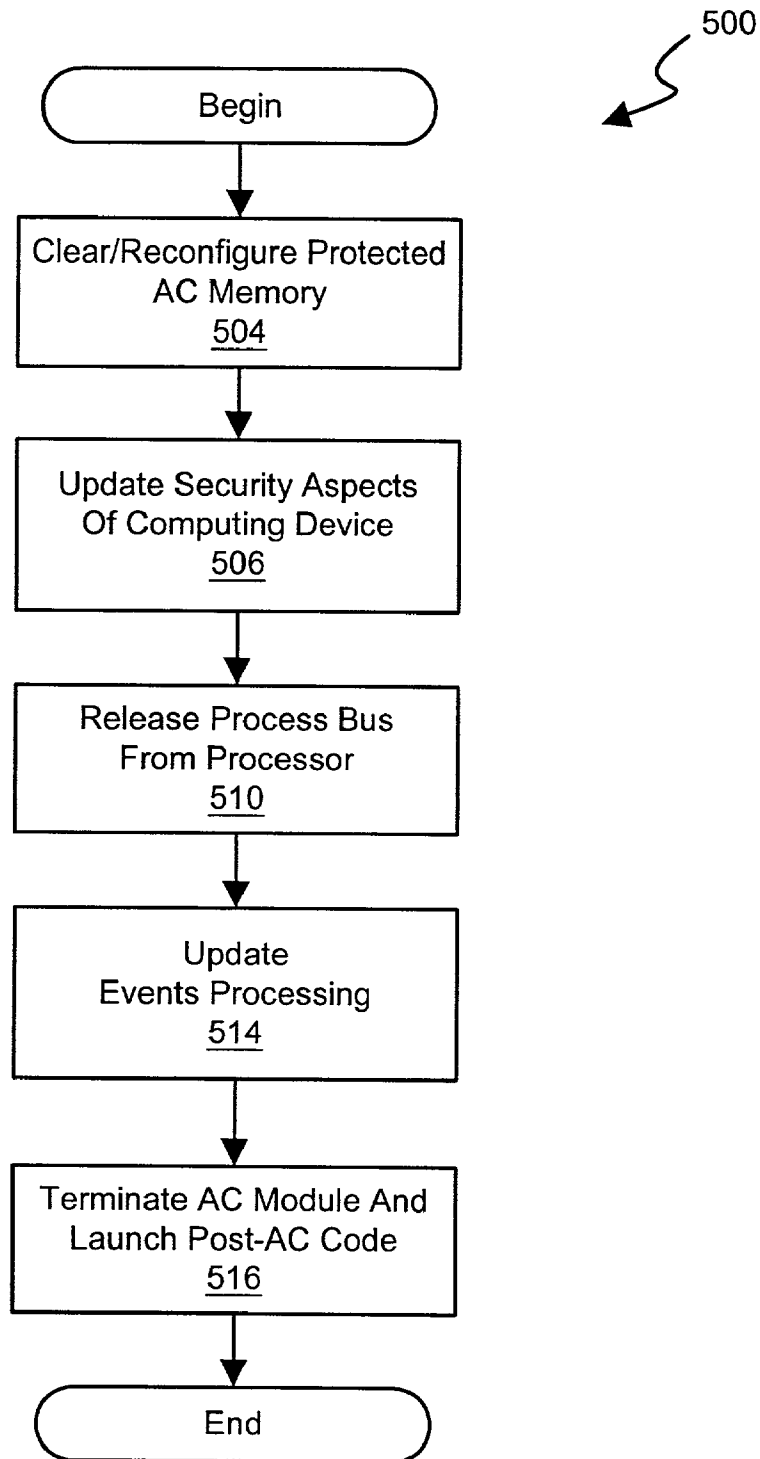 500
Begin
Clear/Reconfigure Protected
AC Memory
504
Update Security Aspects
Of Computing Device
506
Release Process Bus
From Processor
510
Update
Events Processing
514
Terminate AC Module And
Launch Post-AC Code
516
End